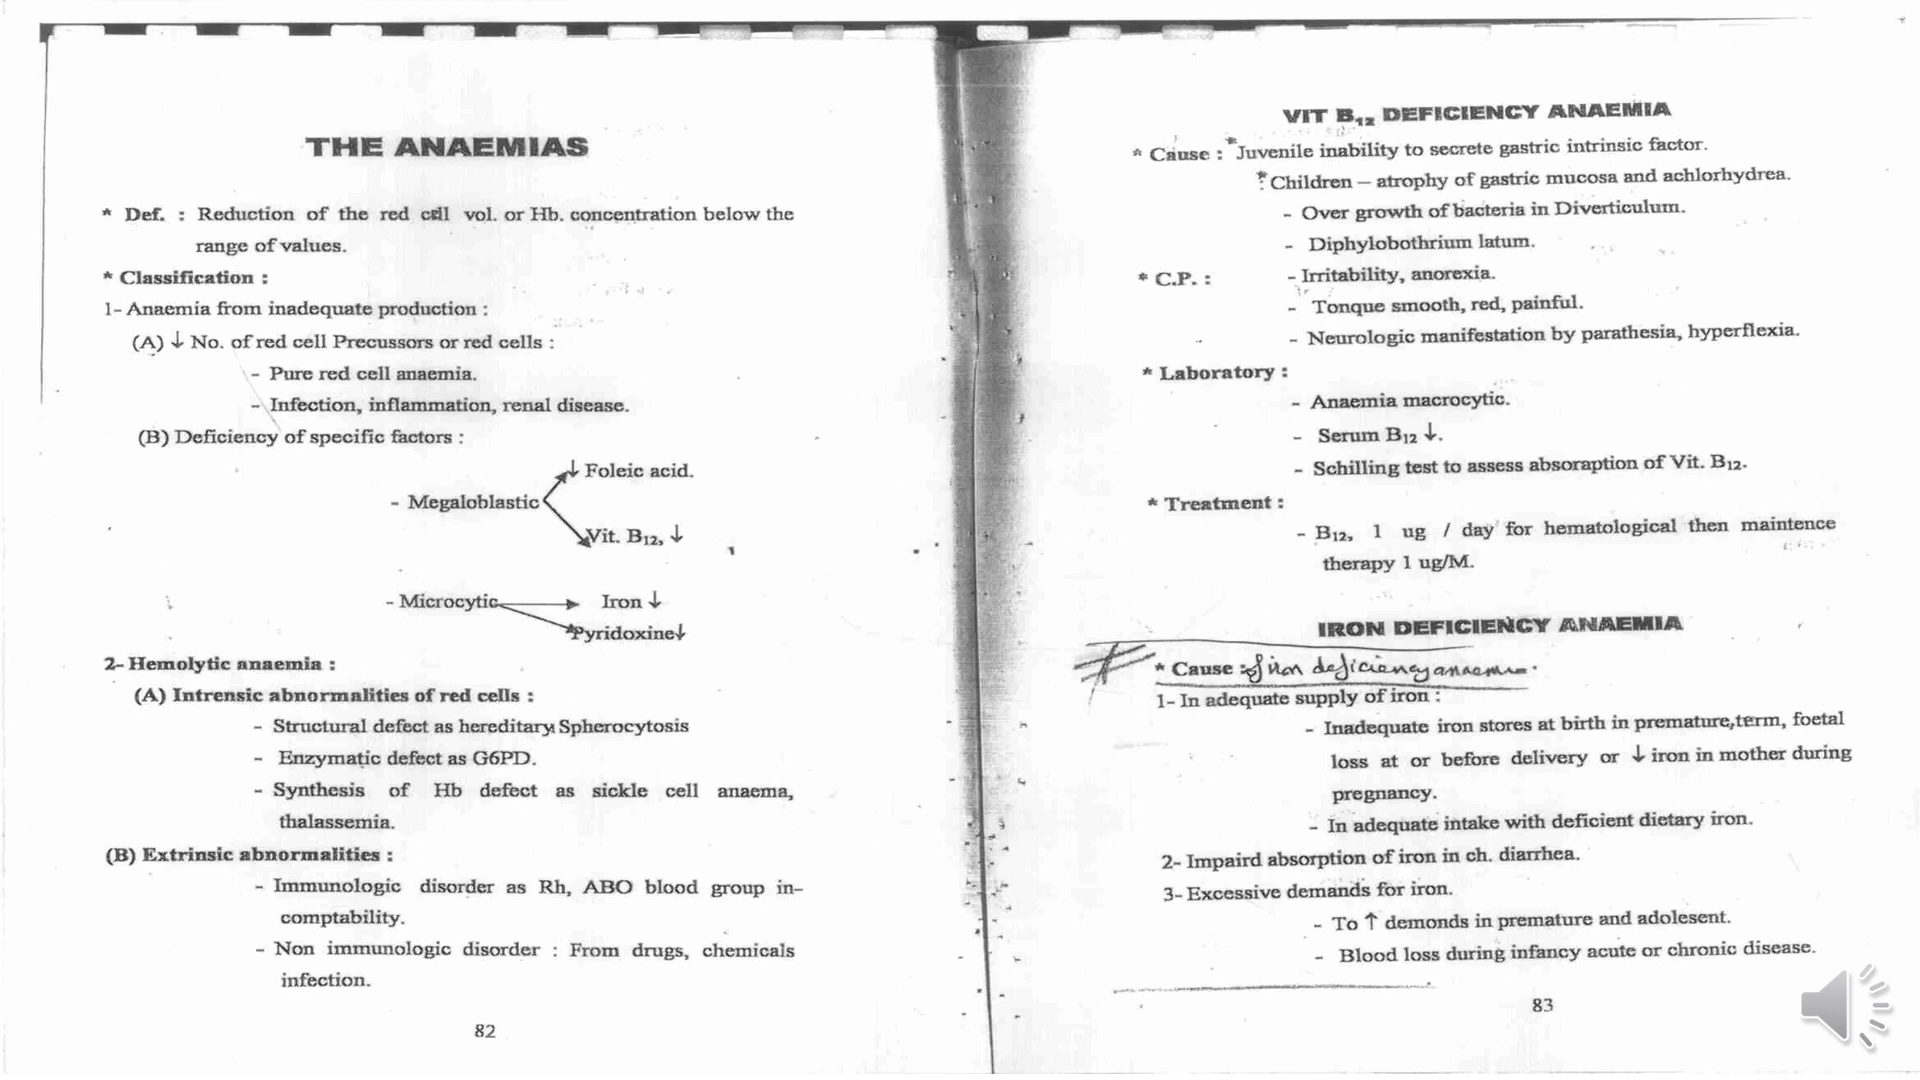 THE ANAEMIAS
* Def. : Reduction of the red cell vol. or Hb. concentration below the
range of values.
* Classification :
1- Anaemia from inadequate production :
(A) ↓ No. of red cell Precussors or red cells :
- Pure red cell anaemia.
- Infection, inflammation, renal disease.
(B) Deficiency of specific factors :
↓ Foleic acid.
- Megaloblastic
Vit. B12, ↓
- Microcytic → Iron ↓
Pyridoxine↓
2- Hemolytic anaemia :
(A) Intrensic abnormalities of red cells :
- Structural defect as hereditary Spherocytosis
- Enzymatic defect as G6PD.
- Synthesis of Hb defect as sickle cell anaema,
thalassemia.
(B) Extrinsic abnormalities :
- Immunologic disorder as Rh, ABO blood group in-
comptability.
- Non immunologic disorder : From drugs, chemicals
infection.
82
VIT B12 DEFICIENCY ANAEMIA
* Cause : *Juvenile inability to secrete gastric intrinsic factor.
* Children – atrophy of gastric mucosa and achlorhydrea.
- Over growth of bacteria in Diverticulum.
- Diphylobothrium latum.
* C.P. : - Irritability, anorexia.
- Tonque smooth, red, painful.
- Neurologic manifestation by parathesia, hyperflexia.
* Laboratory :
- Anaemia macrocytic.
- Serum B12 ↓.
- Schilling test to assess absoraption of Vit. B12.
* Treatment :
- B12, 1 ug / day for hematological then maintence
therapy 1 ug/M.
IRON DEFICIENCY ANAEMIA
* Cause : of iron deficiency anaemia.
1- In adequate supply of iron :
- Inadequate iron stores at birth in premature,term, foetal
loss at or before delivery or ↓ iron in mother during
pregnancy.
- In adequate intake with deficient dietary iron.
2- Impaird absorption of iron in ch. diarrhea.
3- Excessive demands for iron.
- To ↑ demonds in premature and adolesent.
- Blood loss during infancy acute or chronic disease.
83